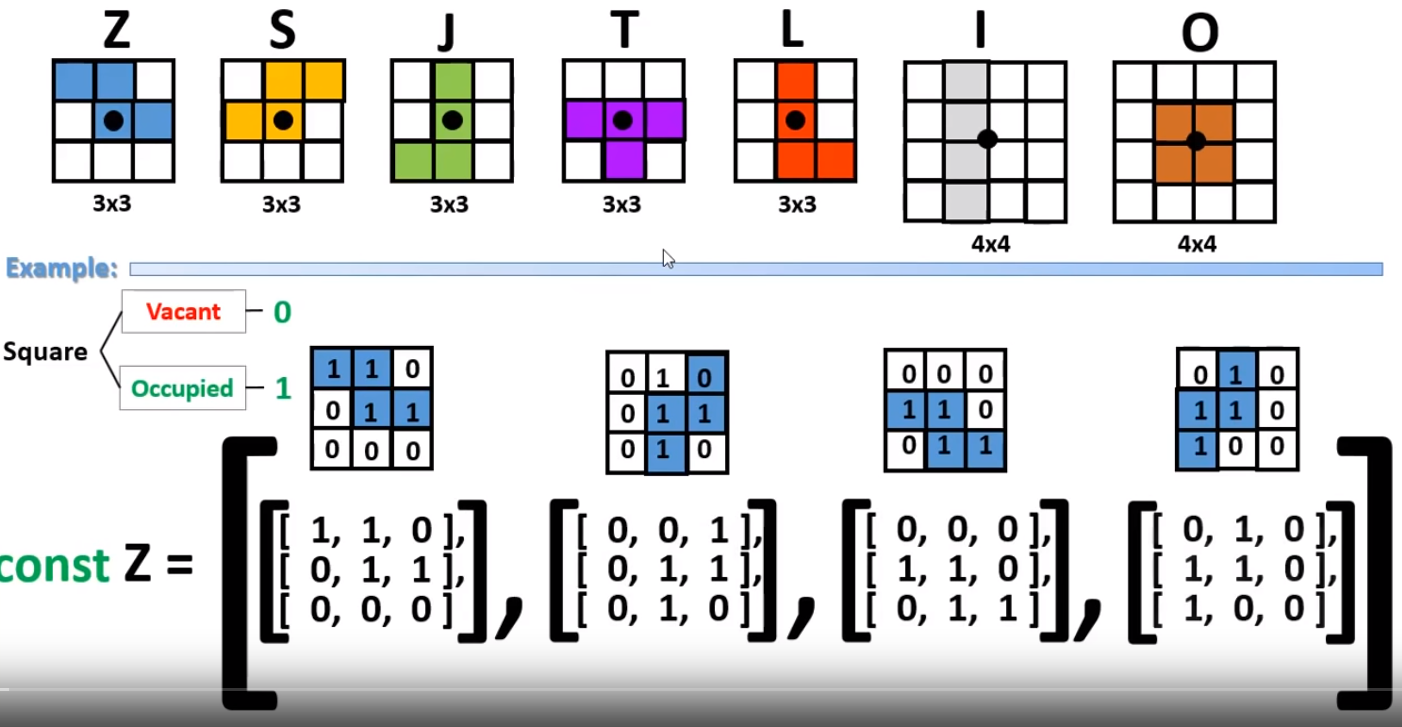 Z S J T L I O
3x3 3x3 3x3 3x3 3x3
4x4 4x4
Example:
Vacant 0
Square
Occupied 1
1 1 0
0 1 1
0 0 0
0 1 0
0 1 1
0 1 0
0 0 0
1 1 0
0 1 1
0 1 0
1 1 0
1 0 0
const Z =
[[[ 1, 1, 0 ],
[ 0, 1, 1 ],
[ 0, 0, 0 ]],
[[ 0, 0, 1 ],
[ 0, 1, 1 ],
[ 0, 1, 0 ]],
[[ 0, 0, 0 ],
[ 1, 1, 0 ],
[ 0, 1, 1 ]],
[[ 0, 1, 0 ],
[ 1, 1, 0 ],
[ 1, 0, 0 ]]]